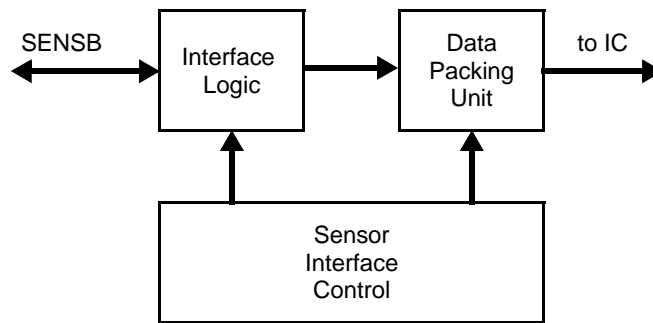 SENSB
Interface
Logic
Data
Packing
Unit
to IC
Sensor
Interface
Control